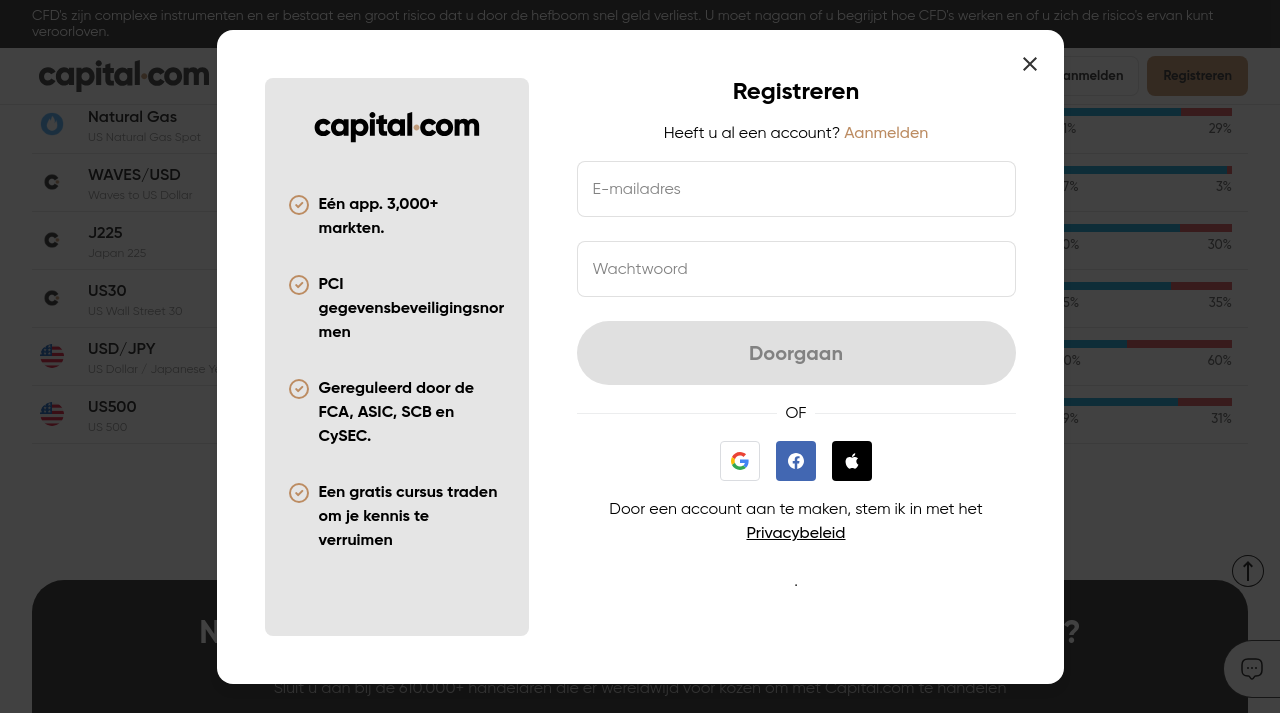 CFD's zijn complexe instrumenten en er bestaat een groot risico dat u door de hefboom snel geld verliest. U moet nagaan of u begrijpt hoe CFD's werken en of u zich de risico's ervan kunt
veroorloven.
capital.com
anmelden
Registreren
Natural Gas
US Natural Gas Spot
1%
29%
WAVES/USD
Waves to US Dollar
7%
3%
J225
Japan 225
0%
30%
US30
US Wall Street 30
5%
35%
USD/JPY
US Dollar / Japanese Ye
0%
60%
US500
US 500
9%
31%
capital.com
Eén app. 3,000+
markten.
PCI
gegevensbeveiligingsnor
men
Gereguleerd door de
FCA, ASIC, SCB en
CySEC.
Een gratis cursus traden
om je kennis te
verruimen
Registreren
Heeft u al een account? Aanmelden
E-mailadres
Wachtwoord
Doorgaan
OF
Door een account aan te maken, stem ik in met het
Privacybeleid
.
N
?
Sluit u aan bij de 610.000+ handelaren die er wereldwijd voor kozen om met Capital.com te handelen